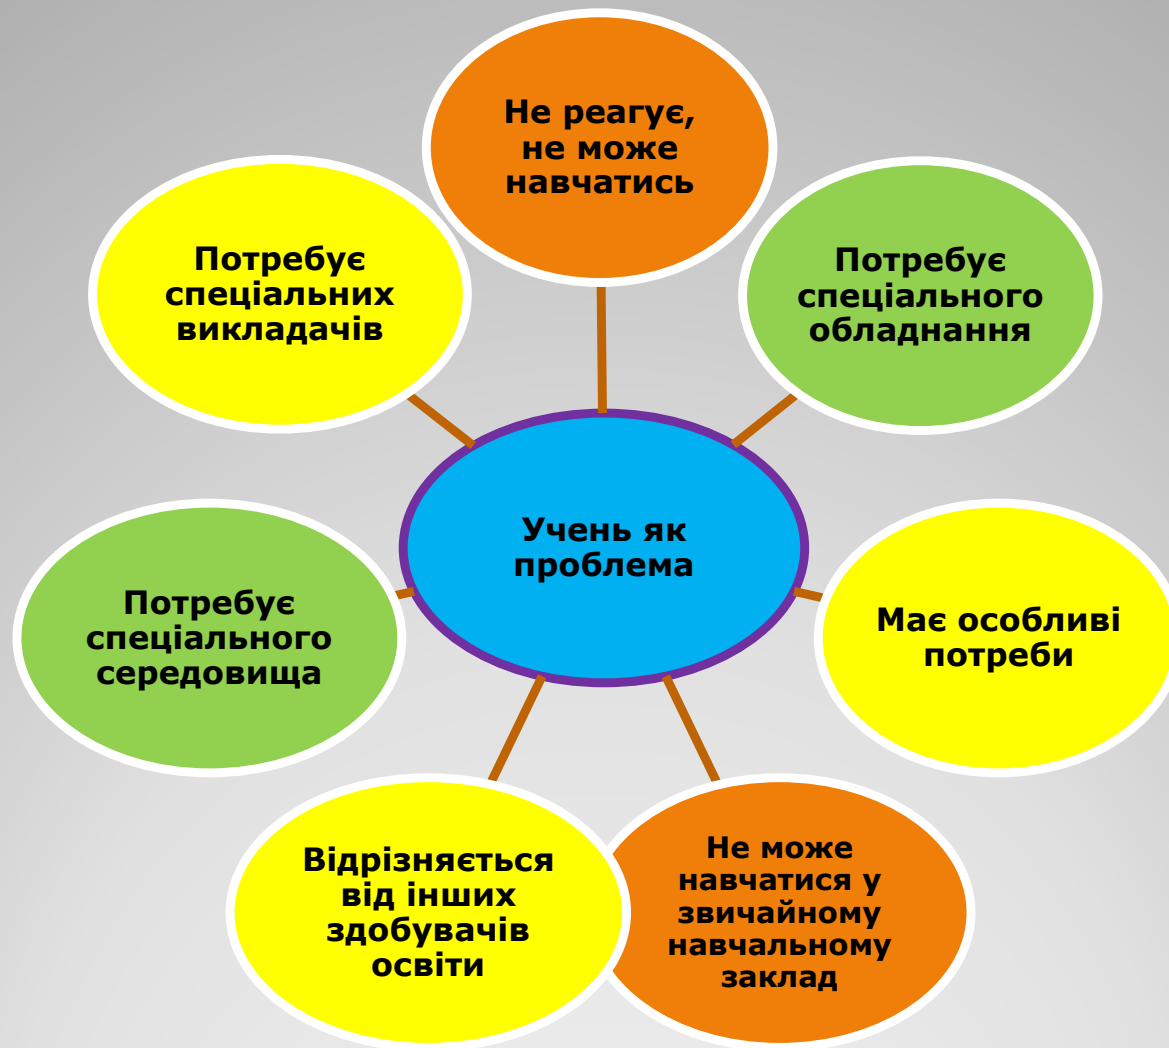 Не реагує,
не може
навчатись
Потребує
спеціальних
викладачів
Потребує
спеціального
обладнання
Учень як
проблема
Потребує
спеціального
середовища
Має особливі
потреби
Відрізняється
від інших
здобувачів
освіти
Не може
навчатися у
звичайному
навчальному
заклад